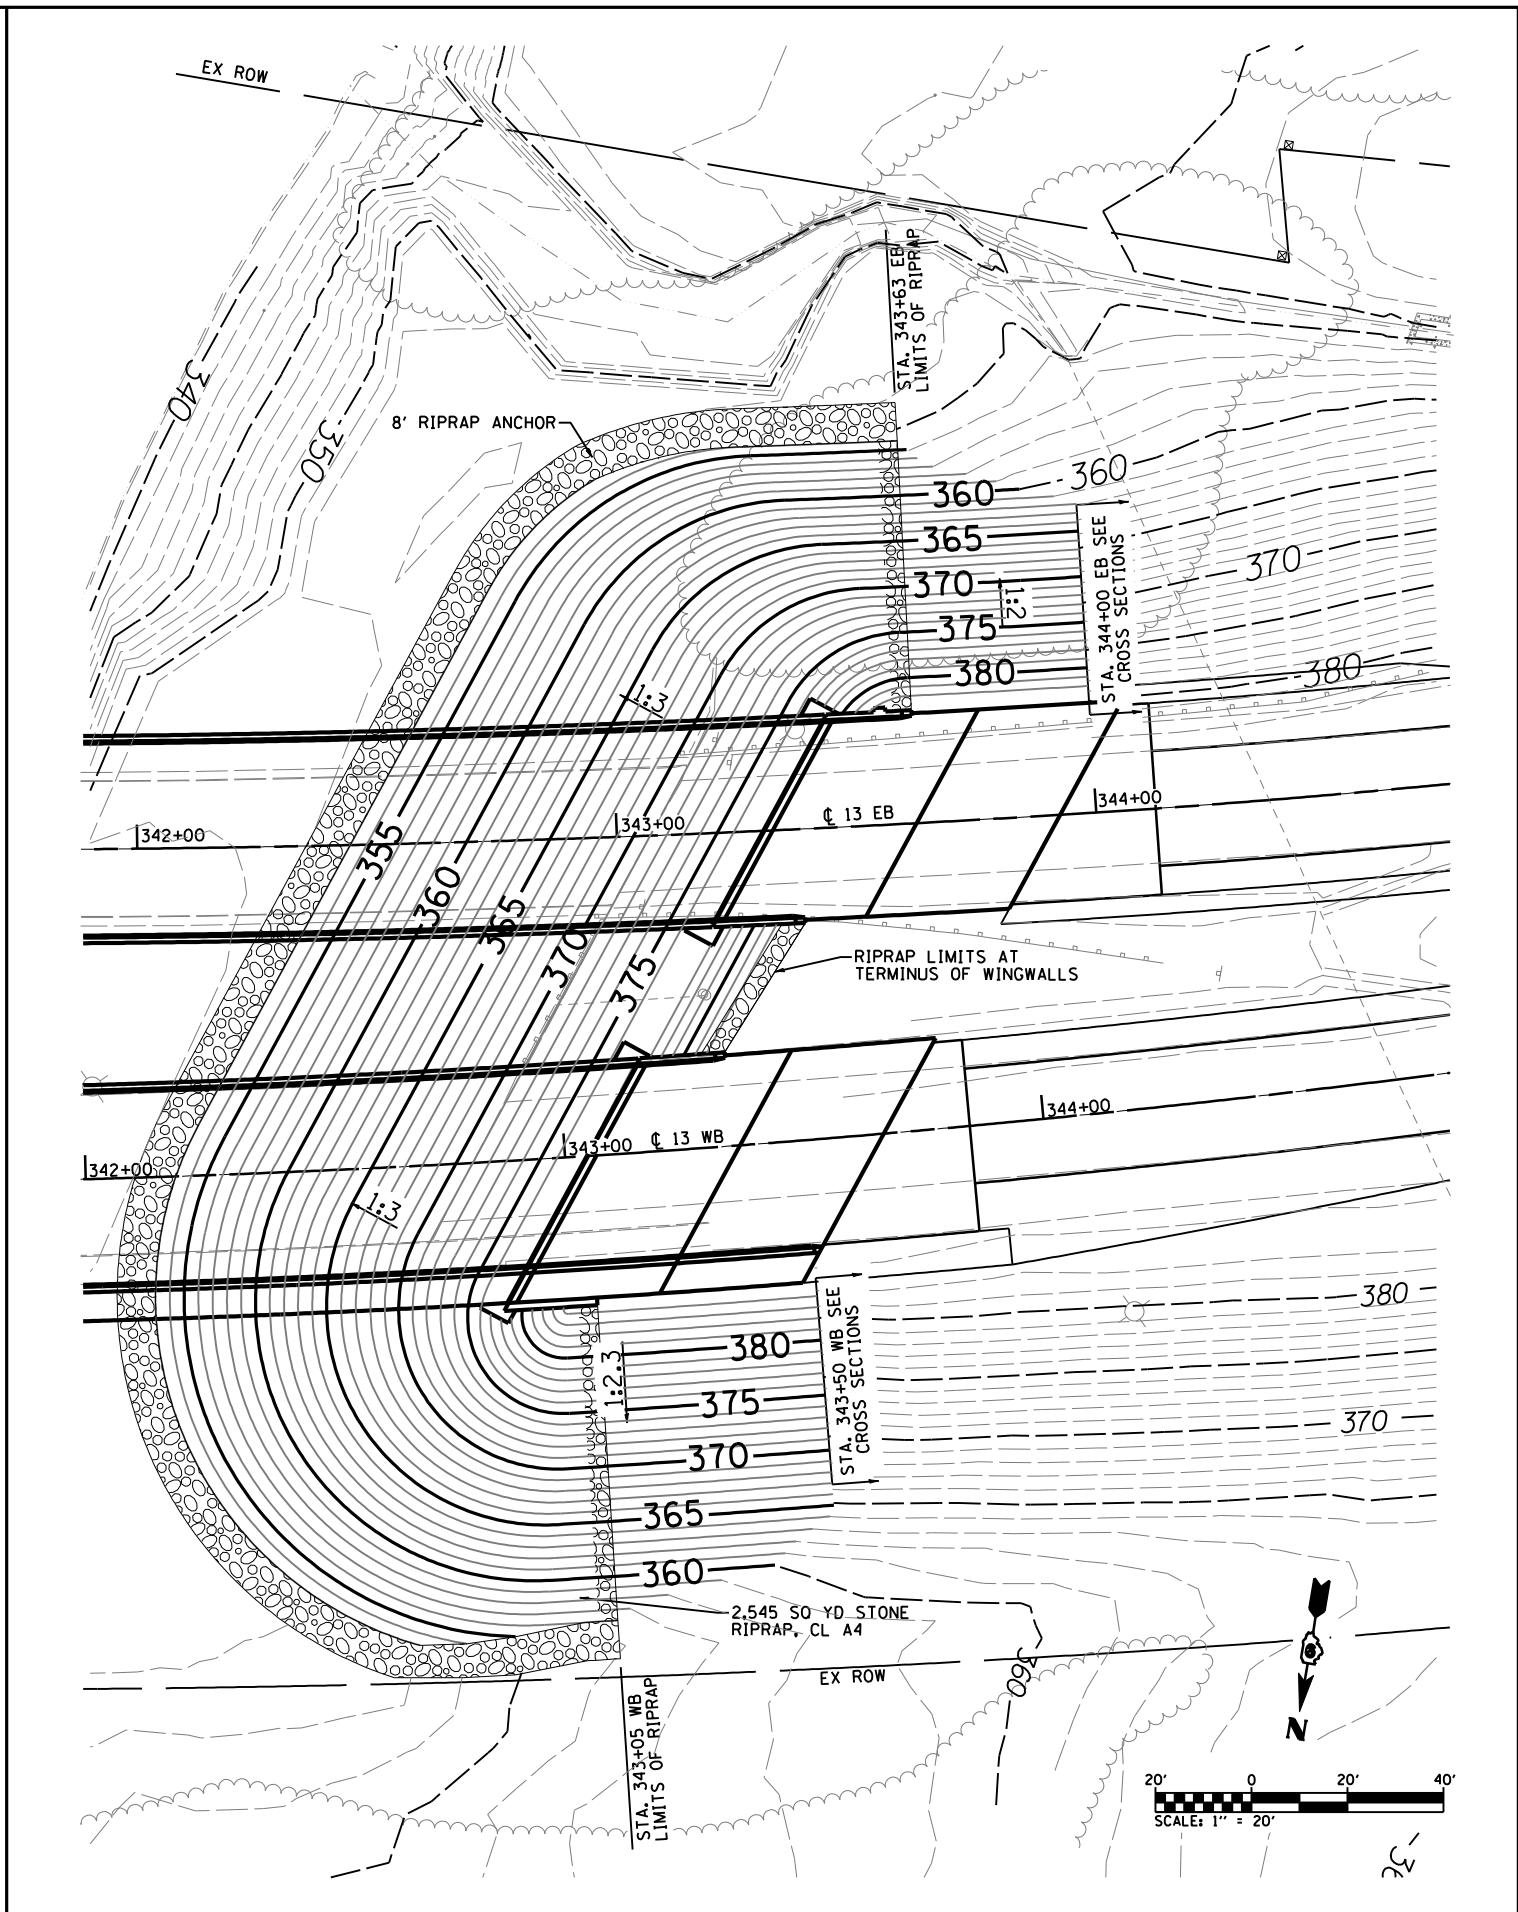 EX ROW
STA. 343+63 EB
LIMITS OF RIPRAP
340
350
8' RIPRAP ANCHOR
360
360
365
370
370
1:2
375
380
380
STA. 344+00 EB SEE
CROSS SECTIONS
1:3
342+00
343+00
℄ 13 EB
344+00
355
360
365
370
375
RIPRAP LIMITS AT
TERMINUS OF WINGWALLS
342+00
343+00
℄ 13 WB
344+00
1:3
380
380
1:2.3
375
370
370
365
360
STA. 343+50 WB SEE
CROSS SECTIONS
2,545 SQ YD STONE
RIPRAP, CL A4
EX ROW
360
STA. 343+05 WB
LIMITS OF RIPRAP
N
20' 0 20' 40'
SCALE: 1" = 20'